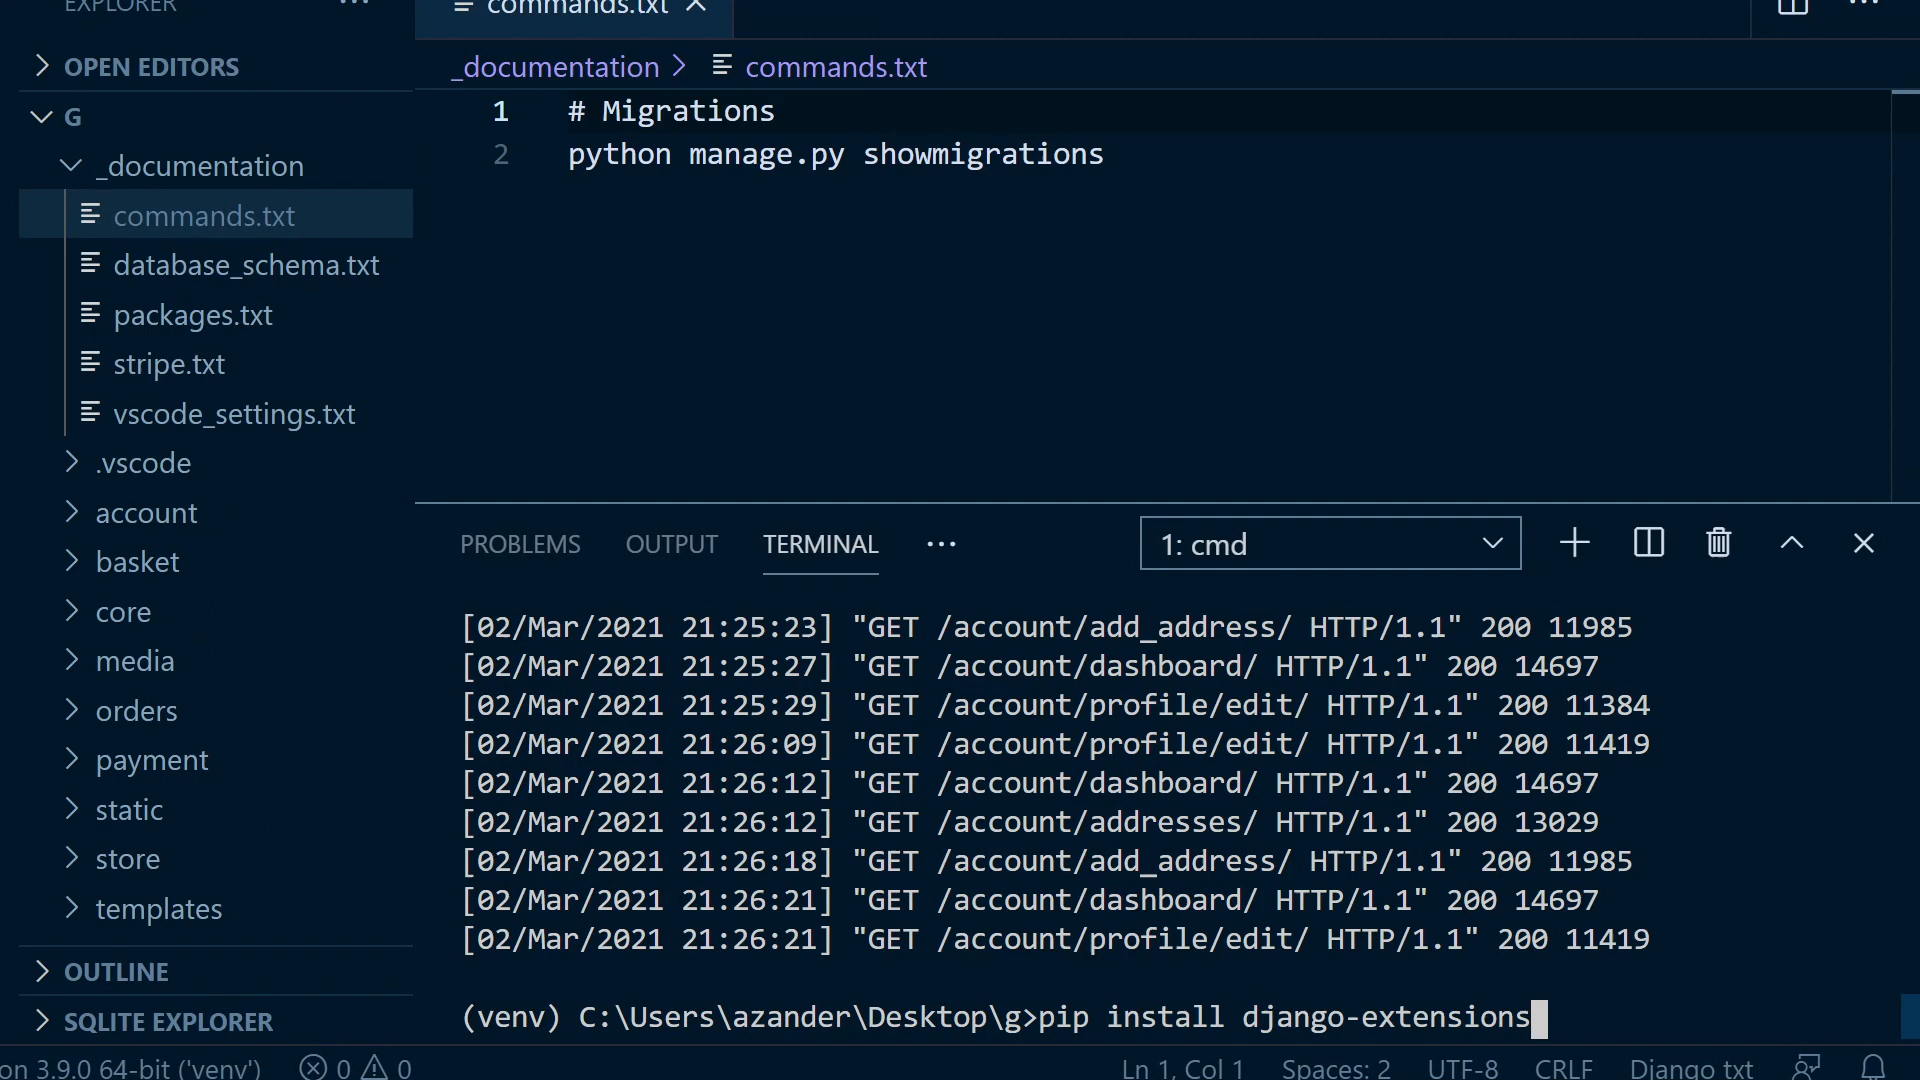 EXPLORER
commands.txt
OPEN EDITORS
_documentation > commands.txt
G
1 # Migrations
2 python manage.py showmigrations
_documentation
commands.txt
database_schema.txt
packages.txt
stripe.txt
vscode_settings.txt
.vscode
account
basket
core
media
orders
payment
static
store
templates
OUTLINE
SQLITE EXPLORER
PROBLEMS OUTPUT TERMINAL ··· 1: cmd
[02/Mar/2021 21:25:23] "GET /account/add_address/ HTTP/1.1" 200 11985
[02/Mar/2021 21:25:27] "GET /account/dashboard/ HTTP/1.1" 200 14697
[02/Mar/2021 21:25:29] "GET /account/profile/edit/ HTTP/1.1" 200 11384
[02/Mar/2021 21:26:09] "GET /account/profile/edit/ HTTP/1.1" 200 11419
[02/Mar/2021 21:26:12] "GET /account/dashboard/ HTTP/1.1" 200 14697
[02/Mar/2021 21:26:12] "GET /account/addresses/ HTTP/1.1" 200 13029
[02/Mar/2021 21:26:18] "GET /account/add_address/ HTTP/1.1" 200 11985
[02/Mar/2021 21:26:21] "GET /account/dashboard/ HTTP/1.1" 200 14697
[02/Mar/2021 21:26:21] "GET /account/profile/edit/ HTTP/1.1" 200 11419
(venv) C:\Users\azander\Desktop\g>pip install django-extensions
on 3.9.0 64-bit ('venv') 0 0 Ln 1, Col 1 Spaces: 2 UTF-8 CRLF Django txt